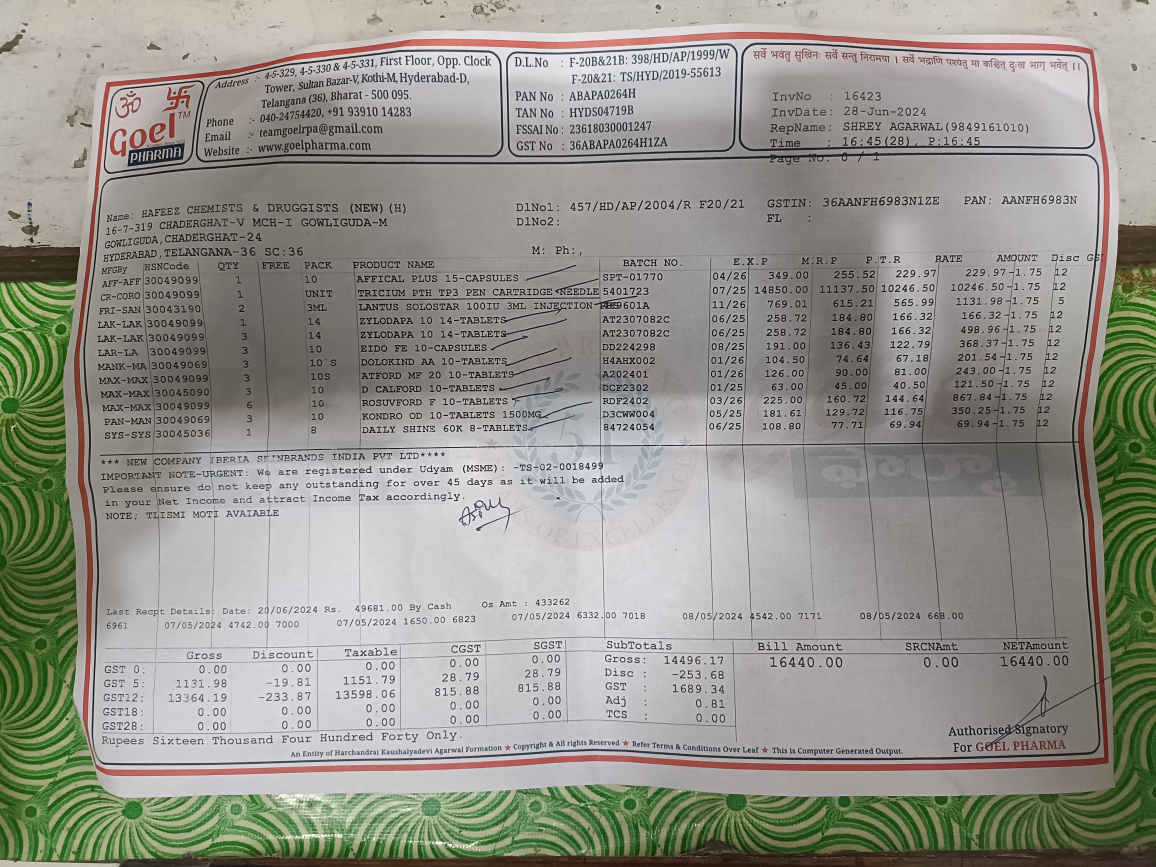 ॐ 卐
Goel™
PHARMA
Address :- 4-5-329, 4-5-330 & 4-5-331, First Floor, Opp. Clock
Tower, Sultan Bazar-V, Kothi-M, Hyderabad-D,
Telangana (36), Bharat - 500 095.
Phone :- 040-24754420, +91 93910 14283
Email :- teamgoelrpa@gmail.com
Website :- www.goelpharma.com
D.L.No : F-20B&21B: 398/HD/AP/1999/W
F-20&21: TS/HYD/2019-55613
PAN No : ABAPA0264H
TAN No : HYDS04719B
FSSAI No : 23618030001247
GST No : 36ABAPA0264H1ZA
सर्वे भवंतु सुखिनः सर्वे सन्तु निरामया । सर्वे भद्राणि पश्यंतु मा कश्चित् दुःख भाग् भवेत् ।।
InvNo : 16423
InvDate : 28-Jun-2024
RepName: SHREY AGARWAL(9849161010)
Time : 16:45(28), P:16:45
Page No: 0 / 1
Name: HAFEEZ CHEMISTS & DRUGGISTS (NEW)(H)
16-7-319 CHADERGHAT-V MCH-I GOWLIGUDA-M
GOWLIGUDA,CHADERGHAT-24
HYDERABAD,TELANGANA-36 SC:36
M: Ph:,
DlNo1: 457/HD/AP/2004/R F20/21
DlNo2:
GSTIN: 36AANFH6983N1ZE PAN: AANFH6983N
FL :
MFGBy HSNCode QTY FREE PACK PRODUCT NAME BATCH NO. E.X.P M.R.P P.T.R RATE AMOUNT Disc GS
AFF-AFF 30049099 1 10 AFFICAL PLUS 15-CAPSULES SPT-01770 04/26 349.00 255.52 229.97 229.97 -1.75 12
CR-CORO 30049099 1 UNIT TRICIUM PTH TP3 PEN CARTRIDGE NEEDLE 5401723 07/25 14850.00 11137.50 10246.50 10246.50 -1.75 12
FRI-SAN 30043190 2 3ML LANTUS SOLOSTAR 100IU 3ML INJECTION 9601A 11/26 769.01 615.21 565.99 1131.98 -1.75 5
LAK-LAK 30049099 1 14 ZYLODAPA 10 14-TABLETS AT2307082C 06/25 258.72 184.80 166.32 166.32 -1.75 12
LAK-LAK 30049099 3 14 ZYLODAPA 10 14-TABLETS AT2307082C 06/25 258.72 184.80 166.32 498.96 -1.75 12
LAR-LA 30049099 3 10 EIDO FE 10-CAPSULES DD224298 08/25 191.00 136.43 122.79 368.37 -1.75 12
MANK-MA 30049069 3 10`S DOLOKIND AA 10-TABLETS H4AHX002 01/26 104.50 74.64 67.18 201.54 -1.75 12
MAX-MAX 30049099 3 10S ATFORD MF 20 10-TABLETS A202401 01/26 126.00 90.00 81.00 243.00 -1.75 12
MAX-MAX 30045090 3 10 D CALFORD 10-TABLETS DCF2302 01/25 63.00 45.00 40.50 121.50 -1.75 12
MAX-MAX 30049099 6 10 ROSUVFORD F 10-TABLETS RDF2402 03/26 225.00 160.72 144.64 867.84 -1.75 12
PAN-MAN 30049069 3 10 KONDRO OD 10-TABLETS 1500MG D3CWW004 05/25 181.61 129.72 116.75 350.25 -1.75 12
SYS-SYS 30045036 1 8 DAILY SHINE 60K 8-TABLETS 84724054 06/25 108.80 77.71 69.94 69.94 -1.75 12
*** NEW COMPANY IBERIA SKINBRANDS INDIA PVT LTD****
IMPORTANT NOTE-URGENT: We are registered under Udyam (MSME): -TS-02-0018499
Please ensure do not keep any outstanding for over 45 days as it will be added
in your Net Income and attract Income Tax accordingly.
NOTE; TLISMI MOTI AVAIABLE
51
Last Recpt Details: Date: 20/06/2024 Rs. 49681.00 By Cash Os Amt : 433262
6961 07/05/2024 4742.00 7000 07/05/2024 1650.00 6823 07/05/2024 6332.00 7018 08/05/2024 4542.00 7171 08/05/2024 668.00
Gross Discount Taxable CGST SGST
GST 0: 0.00 0.00 0.00 0.00 0.00
GST 5: 1131.98 -19.81 1151.79 28.79 28.79
GST12: 13364.19 -233.87 13598.06 815.88 815.88
GST18: 0.00 0.00 0.00 0.00 0.00
GST28: 0.00 0.00 0.00 0.00 0.00
SubTotals
Gross: 14496.17
Disc : -253.68
GST : 1689.34
Adj : 0.81
TCS : 0.00
Bill Amount SRCNAmt NETAmount
16440.00 0.00 16440.00
Rupees Sixteen Thousand Four Hundred Forty Only.
Authorised Signatory
For GOEL PHARMA
An Entity of Harchandrai Kaushalyadevi Agarwal Formation ★ Copyright & All rights Reserved ★ Refer Terms & Conditions Over Leaf ★ This is Computer Generated Output.